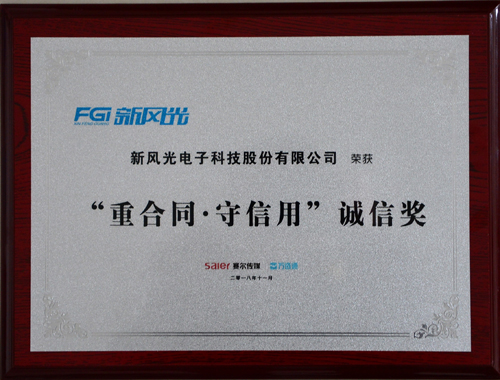 FGI 新风光
新风光电子科技股份有限公司 荣获
“重合同·守信用”诚信奖
Saier 赛尔传媒
二零一八年十一月